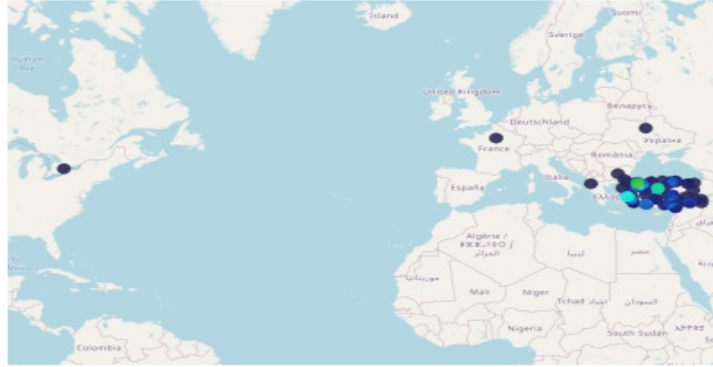 Ísland
Suomi
Sverige
Hudson
Bay
United Kingdom
Беларусь
Deutschland
Україна
France
România
Italia
España
Algérie /
الجزائر
ليبيا
مصر
موريتانيا
Mali
Niger
Tchad تشاد
السودان
Nigeria
South Sudan
Colombia